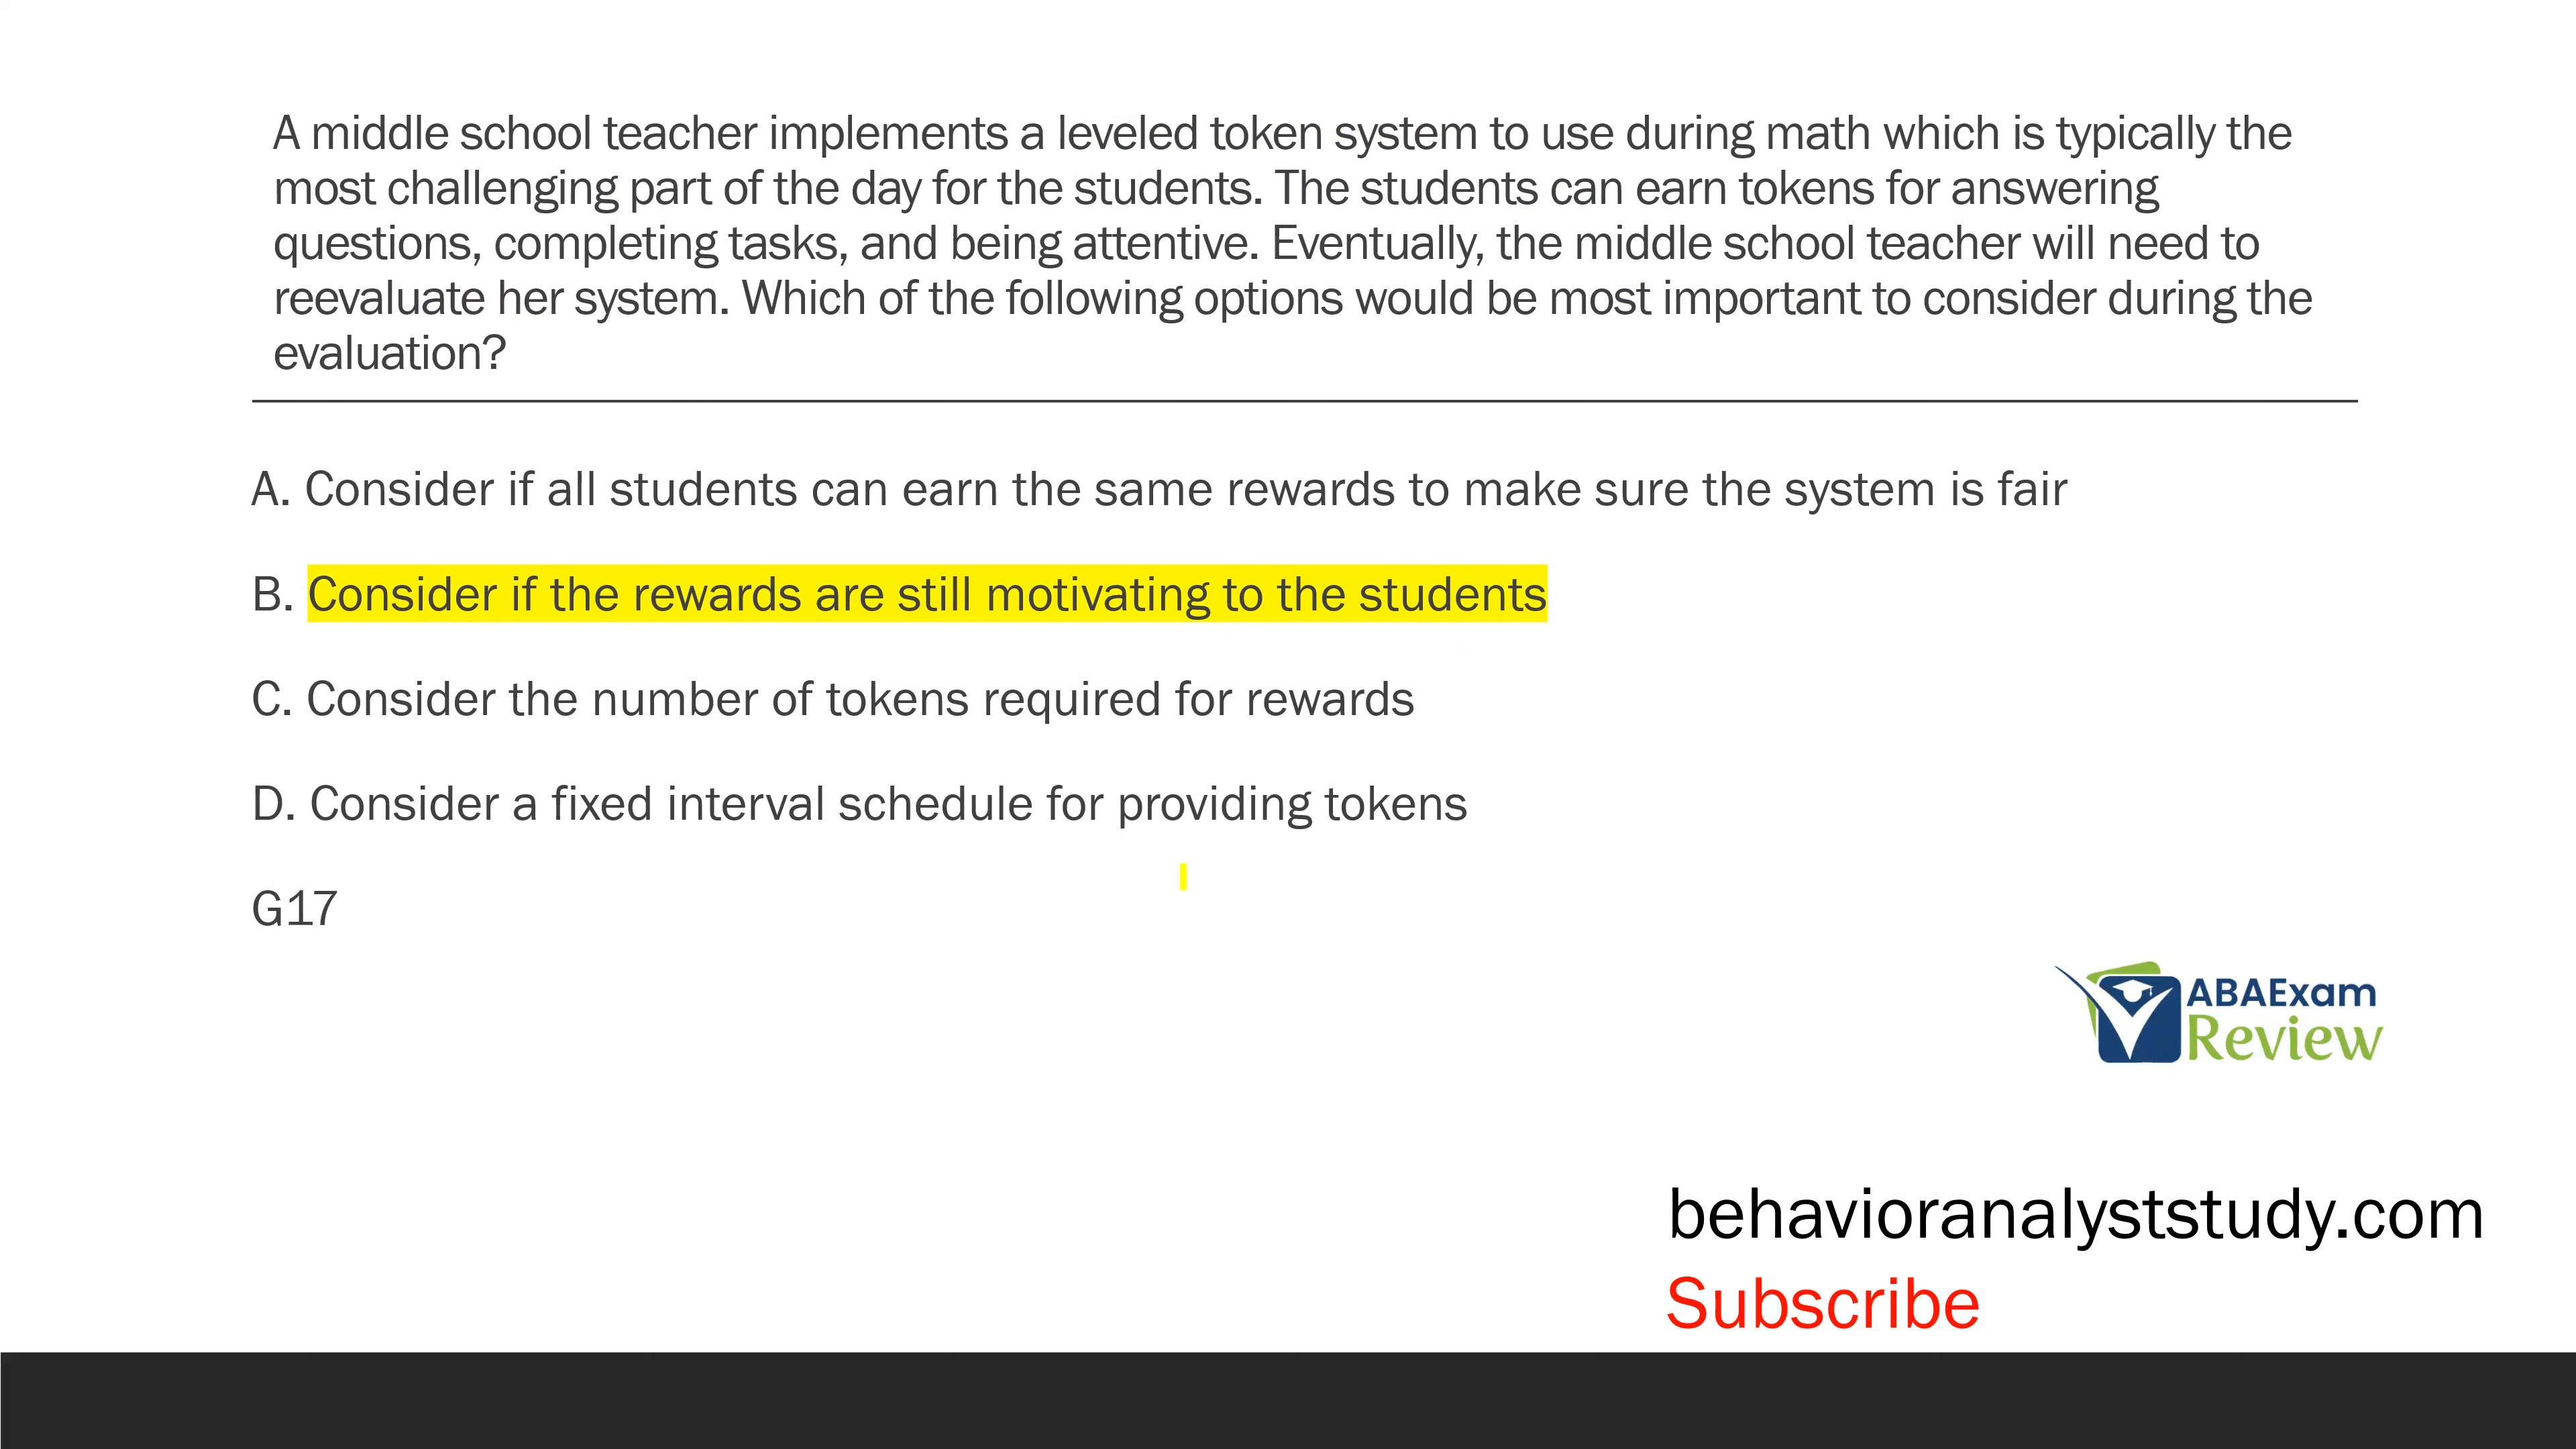 A middle school teacher implements a leveled token system to use during math which is typically the
most challenging part of the day for the students. The students can earn tokens for answering
questions, completing tasks, and being attentive. Eventually, the middle school teacher will need to
reevaluate her system. Which of the following options would be most important to consider during the
evaluation?
A. Consider if all students can earn the same rewards to make sure the system is fair
B. Consider if the rewards are still motivating to the students
C. Consider the number of tokens required for rewards
D. Consider a fixed interval schedule for providing tokens
G17
ABAExam
Review
behavioranalyststudy.com
Subscribe